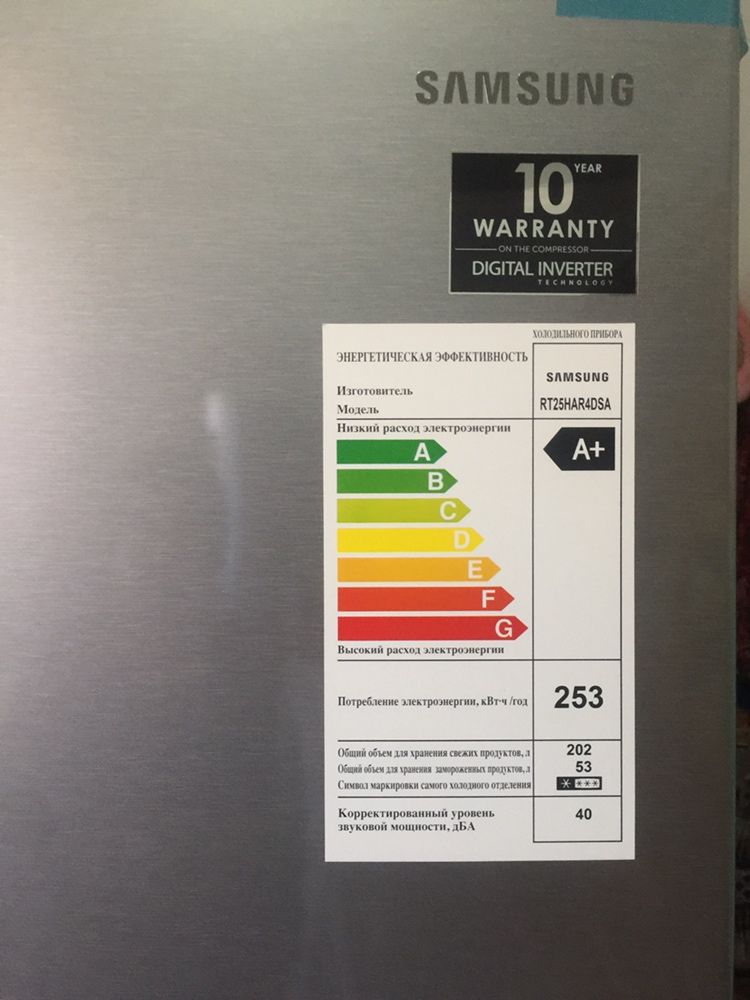 SAMSUNG
10 YEAR
WARRANTY
ON THE COMPRESSOR
DIGITAL INVERTER
TECHNOLOGY
ХОЛОДИЛЬНОГО ПРИБОРА
ЭНЕРГЕТИЧЕСКАЯ ЭФФЕКТИВНОСТЬ
Изготовитель SAMSUNG
Модель RT25HAR4DSA
Низкий расход электроэнергии
A A+
B
C
D
E
F
G
Высокий расход электроэнергии
Потребление электроэнергии, кВт·ч /год 253
Общий объем для хранения свежих продуктов, л 202
Общий объем для хранения замороженных продуктов, л 53
Символ маркировки самого холодного отделения * ***
Корректированный уровень
звуковой мощности, дБА 40